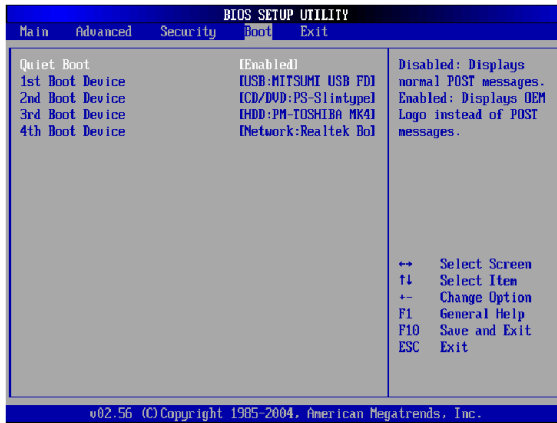 BIOS SETUP UTILITY
Main Advanced Security Boot Exit
Quiet Boot [Enabled]
1st Boot Device [USB:MITSUMI USB FD]
2nd Boot Device [CD/DVD:PS-Slimtype]
3rd Boot Device [HDD:PM-TOSHIBA MK4]
4th Boot Device [Network:Realtek Bo]
Disabled: Displays
normal POST messages.
Enabled: Displays OEM
Logo instead of POST
messages.
↔ Select Screen
↑↓ Select Item
+- Change Option
F1 General Help
F10 Save and Exit
ESC Exit
v02.56 (C)Copyright 1985-2004, American Megatrends, Inc.